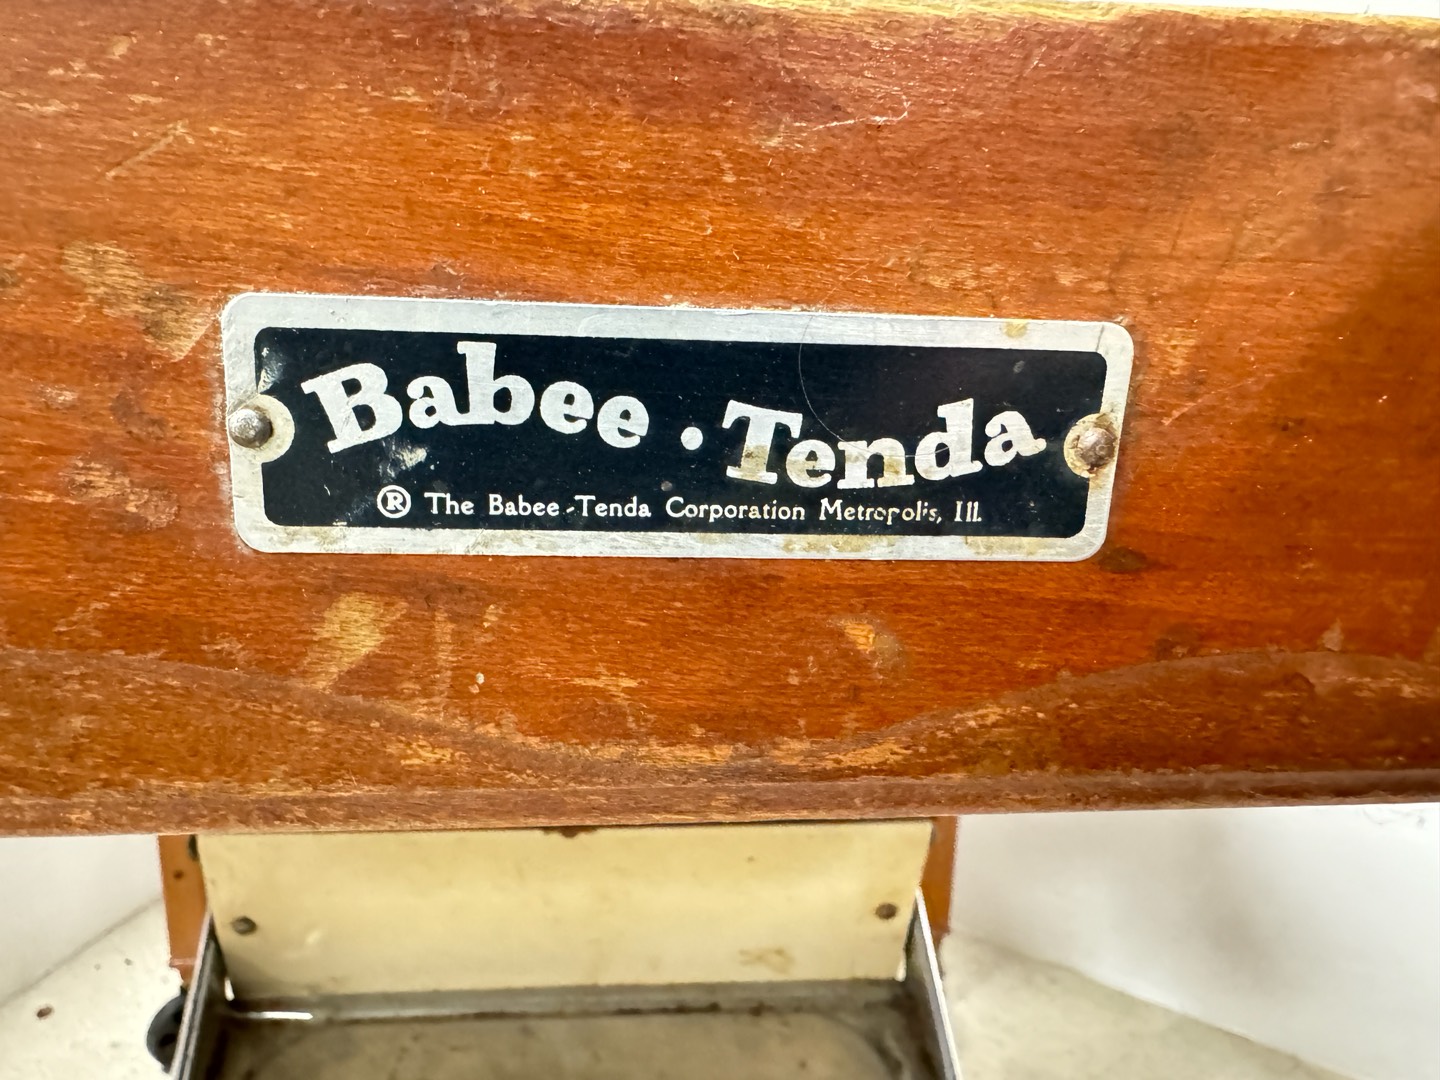 Babee • Tenda
® The Babee-Tenda Corporation Metropolis, Ill.